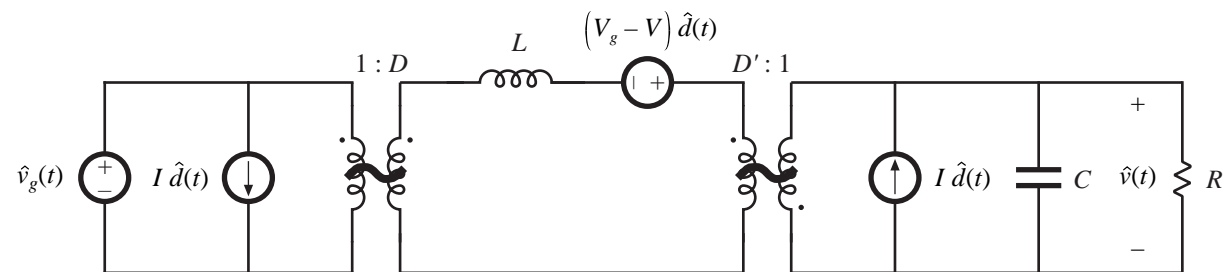 (V_g – V) d̂(t)
L
1 : D
D′ : 1
+
–
+
+
–
v̂_g(t)
I d̂(t)
I d̂(t)
C
v̂(t)
R
–